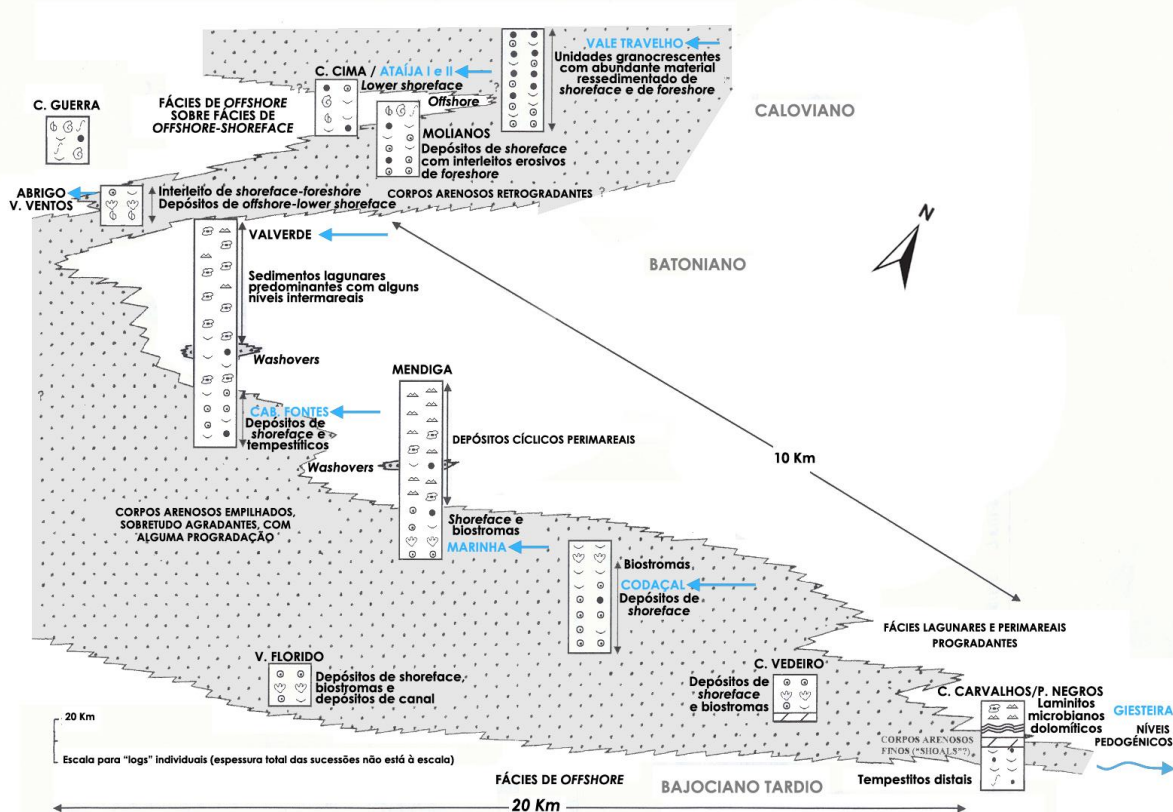 VALE TRAVELHO
Unidades granocrescentes
com abundante material
ressedimentado de
shoreface e de foreshore
C. CIMA / ATAÍJA I e II
Lower shoreface
?
?
Offshore
C. GUERRA
FÁCIES DE OFFSHORE
SOBRE FÁCIES DE
OFFSHORE-SHOREFACE
CALOVIANO
MOLIANOS
Depósitos de shoreface
com interleitos erosivos
de foreshore
ABRIGO
V. VENTOS
Interleito de shoreface-foreshore
Depósitos de offshore-lower shoreface
CORPOS ARENOSOS RETROGRADANTES ?
N
VALVERDE
BATONIANO
Sedimentos lagunares
predominantes com alguns
níveis intermareais
Washovers
MENDIGA
?
CAB. FONTES
Depósitos de
shoreface e
tempestíticos
DEPÓSITOS CÍCLICOS PERIMAREAIS
10 Km
Washovers
CORPOS ARENOSOS EMPILHADOS,
SOBRETUDO AGRADANTES, COM
ALGUMA PROGRADAÇÃO
Shoreface e
biostromas
MARINHA
Biostromas
CODAÇAL
Depósitos de
shoreface
FÁCIES LAGUNARES E PERIMAREAIS
PROGRADANTES
V. FLORIDO
Depósitos de shoreface,
biostromas e
depósitos de canal
C. VEDEIRO
Depósitos de
shoreface
e biostromas
C. CARVALHOS/P. NEGROS
Laminitos
microbianos
dolomíticos
GIESTEIRA
NÍVEIS
PEDOGÉNICOS
20 Km
CORPOS ARENOSOS
FINOS ("SHOALS"?)
Escala para "logs" individuais (espessura total das sucessões não está à escala)
FÁCIES DE OFFSHORE
BAJOCIANO TARDIO
Tempestitos distais
20 Km